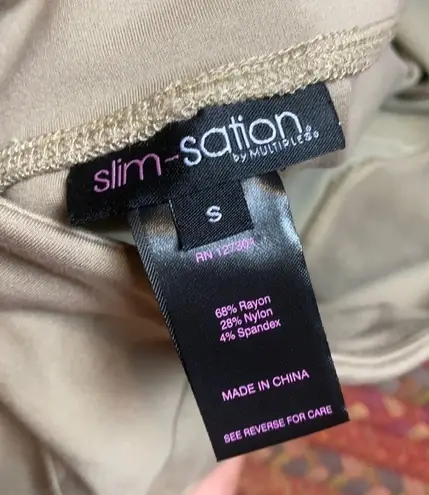 slim-sation®
by MULTIPLES®
S
RN 127301
68% Rayon
28% Nylon
4% Spandex
MADE IN CHINA
SEE REVERSE FOR CARE